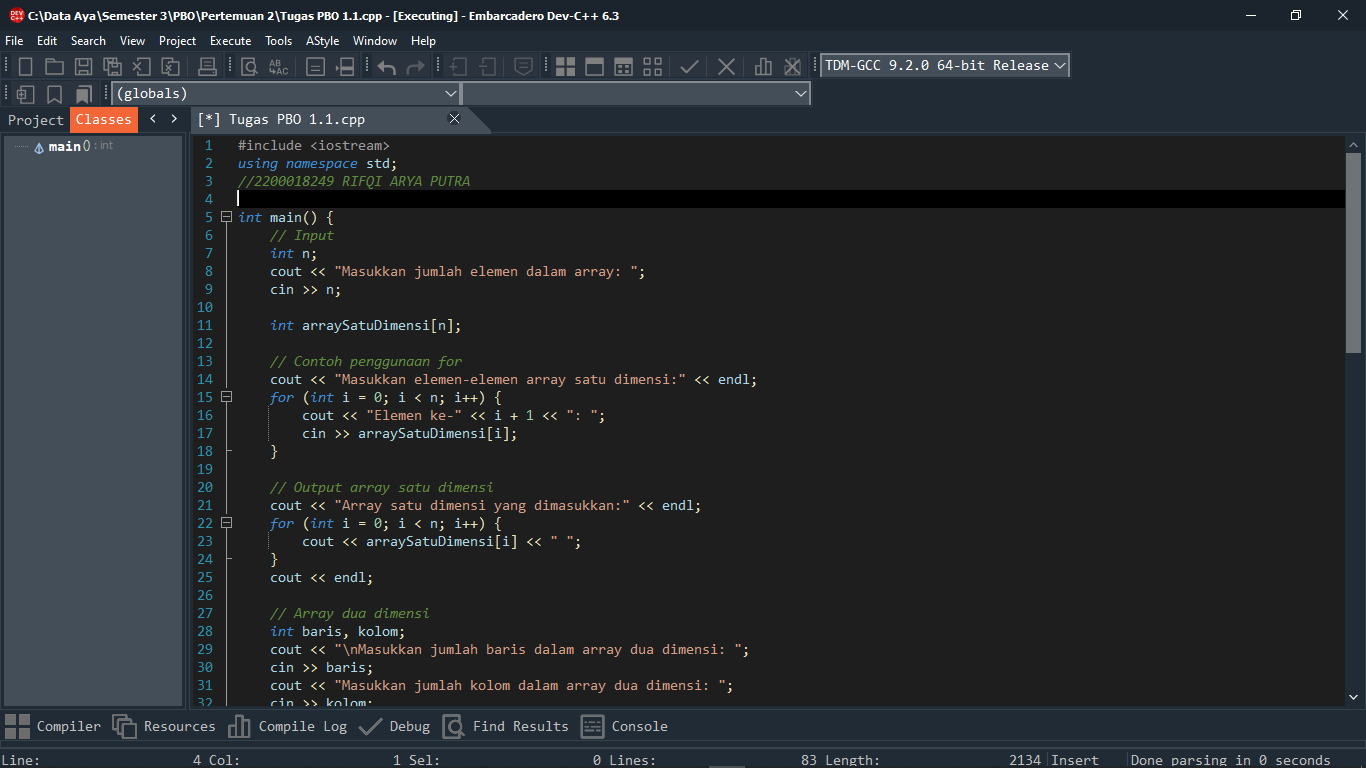 C:\Data Aya\Semester 3\PBO\Pertemuan 2\Tugas PBO 1.1.cpp - [Executing] - Embarcadero Dev-C++ 6.3
File Edit Search View Project Execute Tools AStyle Window Help
TDM-GCC 9.2.0 64-bit Release
(globals)
Project Classes < > [*] Tugas PBO 1.1.cpp
main() : int
1 #include <iostream>
2 using namespace std;
3 //2200018249 RIFQI ARYA PUTRA
4
5 int main() {
6 // Input
7 int n;
8 cout << "Masukkan jumlah elemen dalam array: ";
9 cin >> n;
10
11 int arraySatuDimensi[n];
12
13 // Contoh penggunaan for
14 cout << "Masukkan elemen-elemen array satu dimensi:" << endl;
15 for (int i = 0; i < n; i++) {
16 cout << "Elemen ke-" << i + 1 << ": ";
17 cin >> arraySatuDimensi[i];
18 }
19
20 // Output array satu dimensi
21 cout << "Array satu dimensi yang dimasukkan:" << endl;
22 for (int i = 0; i < n; i++) {
23 cout << arraySatuDimensi[i] << " ";
24 }
25 cout << endl;
26
27 // Array dua dimensi
28 int baris, kolom;
29 cout << "\nMasukkan jumlah baris dalam array dua dimensi: ";
30 cin >> baris;
31 cout << "Masukkan jumlah kolom dalam array dua dimensi: ";
32 cin >> kolom;
Compiler Resources Compile Log Debug Find Results Console
Line: 4 Col: 1 Sel: 0 Lines: 83 Length: 2134 Insert Done parsing in 0 seconds